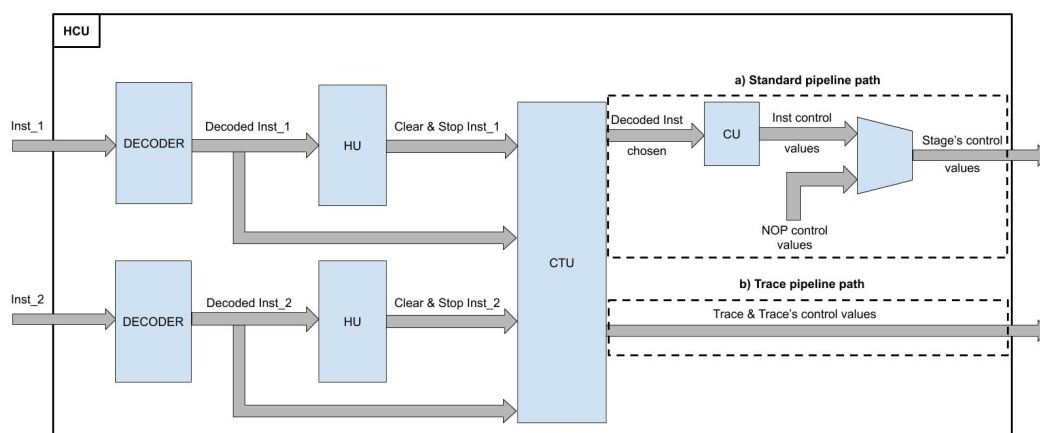 HCU
a) Standard pipeline path
Inst_1
DECODER
Decoded Inst_1
HU
Clear & Stop Inst_1
Decoded Inst
chosen
CU
Inst control
values
Stage's control
values
NOP control
values
CTU
b) Trace pipeline path
Inst_2
DECODER
Decoded Inst_2
HU
Clear & Stop Inst_2
Trace & Trace's control values